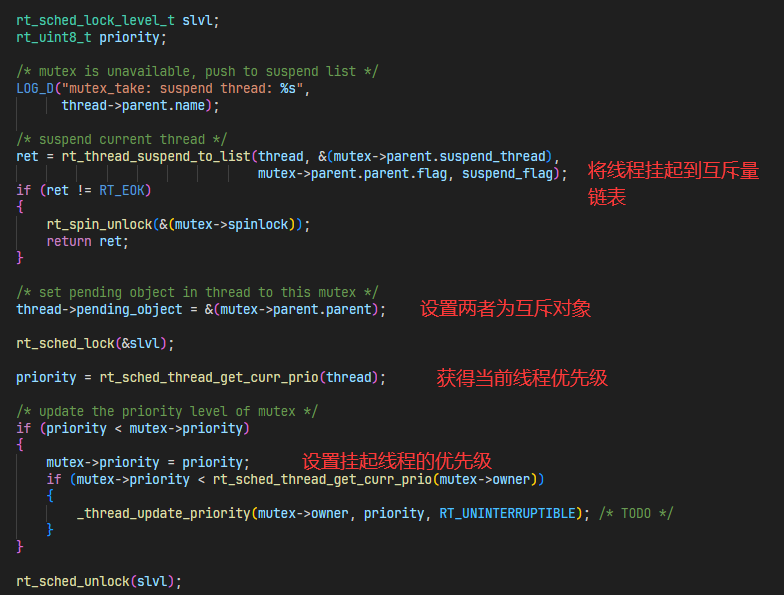 rt_sched_lock_level_t slvl;
rt_uint8_t priority;
/* mutex is unavailable, push to suspend list */
LOG_D("mutex_take: suspend thread: %s",
thread->parent.name);
/* suspend current thread */
ret = rt_thread_suspend_to_list(thread, &(mutex->parent.suspend_thread),
mutex->parent.parent.flag, suspend_flag);
将线程挂起到互斥量
链表
if (ret != RT_EOK)
{
rt_spin_unlock(&(mutex->spinlock));
return ret;
}
/* set pending object in thread to this mutex */
thread->pending_object = &(mutex->parent.parent);
设置两者为互斥对象
rt_sched_lock(&slvl);
priority = rt_sched_thread_get_curr_prio(thread);
获得当前线程优先级
/* update the priority level of mutex */
if (priority < mutex->priority)
{
mutex->priority = priority;
设置挂起线程的优先级
if (mutex->priority < rt_sched_thread_get_curr_prio(mutex->owner))
{
_thread_update_priority(mutex->owner, priority, RT_UNINTERRUPTIBLE); /* TODO */
}
}
rt_sched_unlock(slvl);